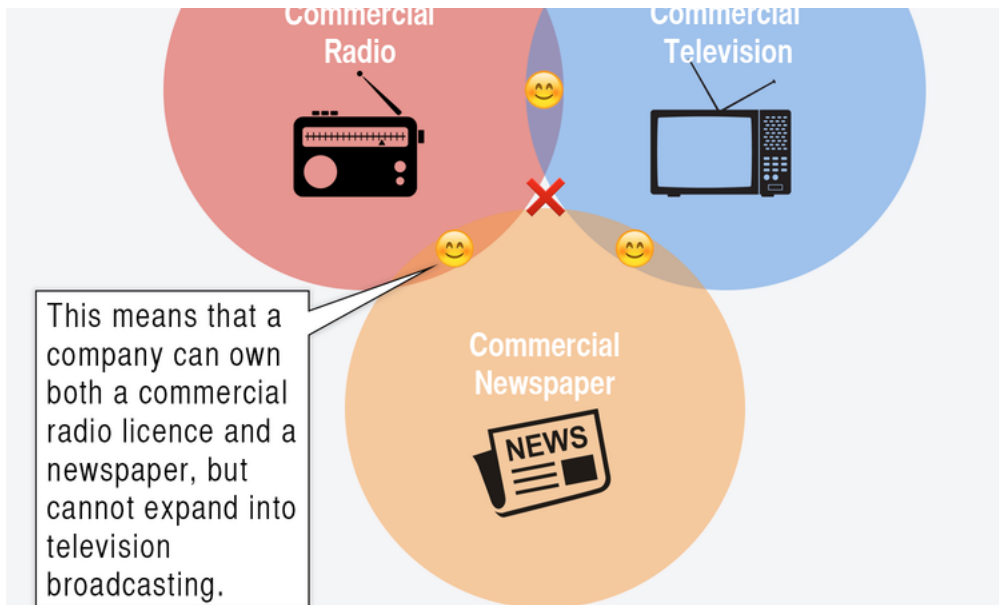 Commercial
Radio
Commercial
Television
This means that a
company can own
both a commercial
radio licence and a
newspaper, but
cannot expand into
television
broadcasting.
Commercial
Newspaper
NEWS